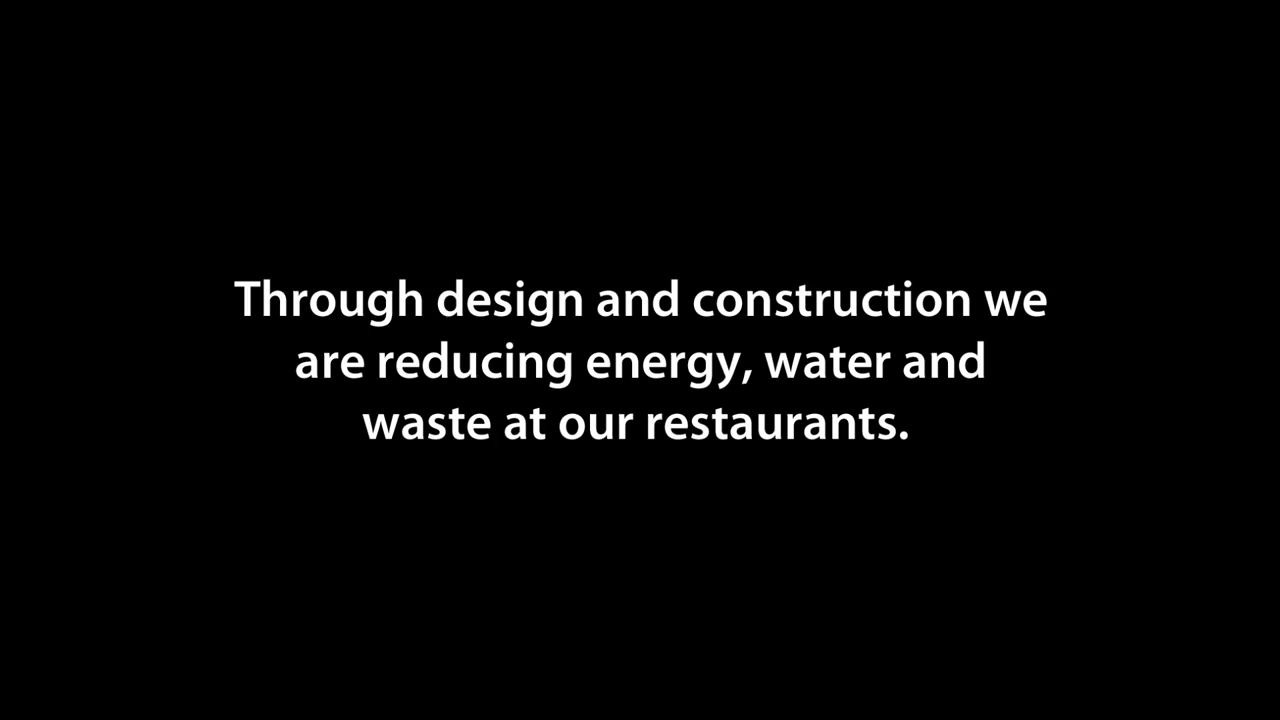 Through design and construction we
are reducing energy, water and
waste at our restaurants.